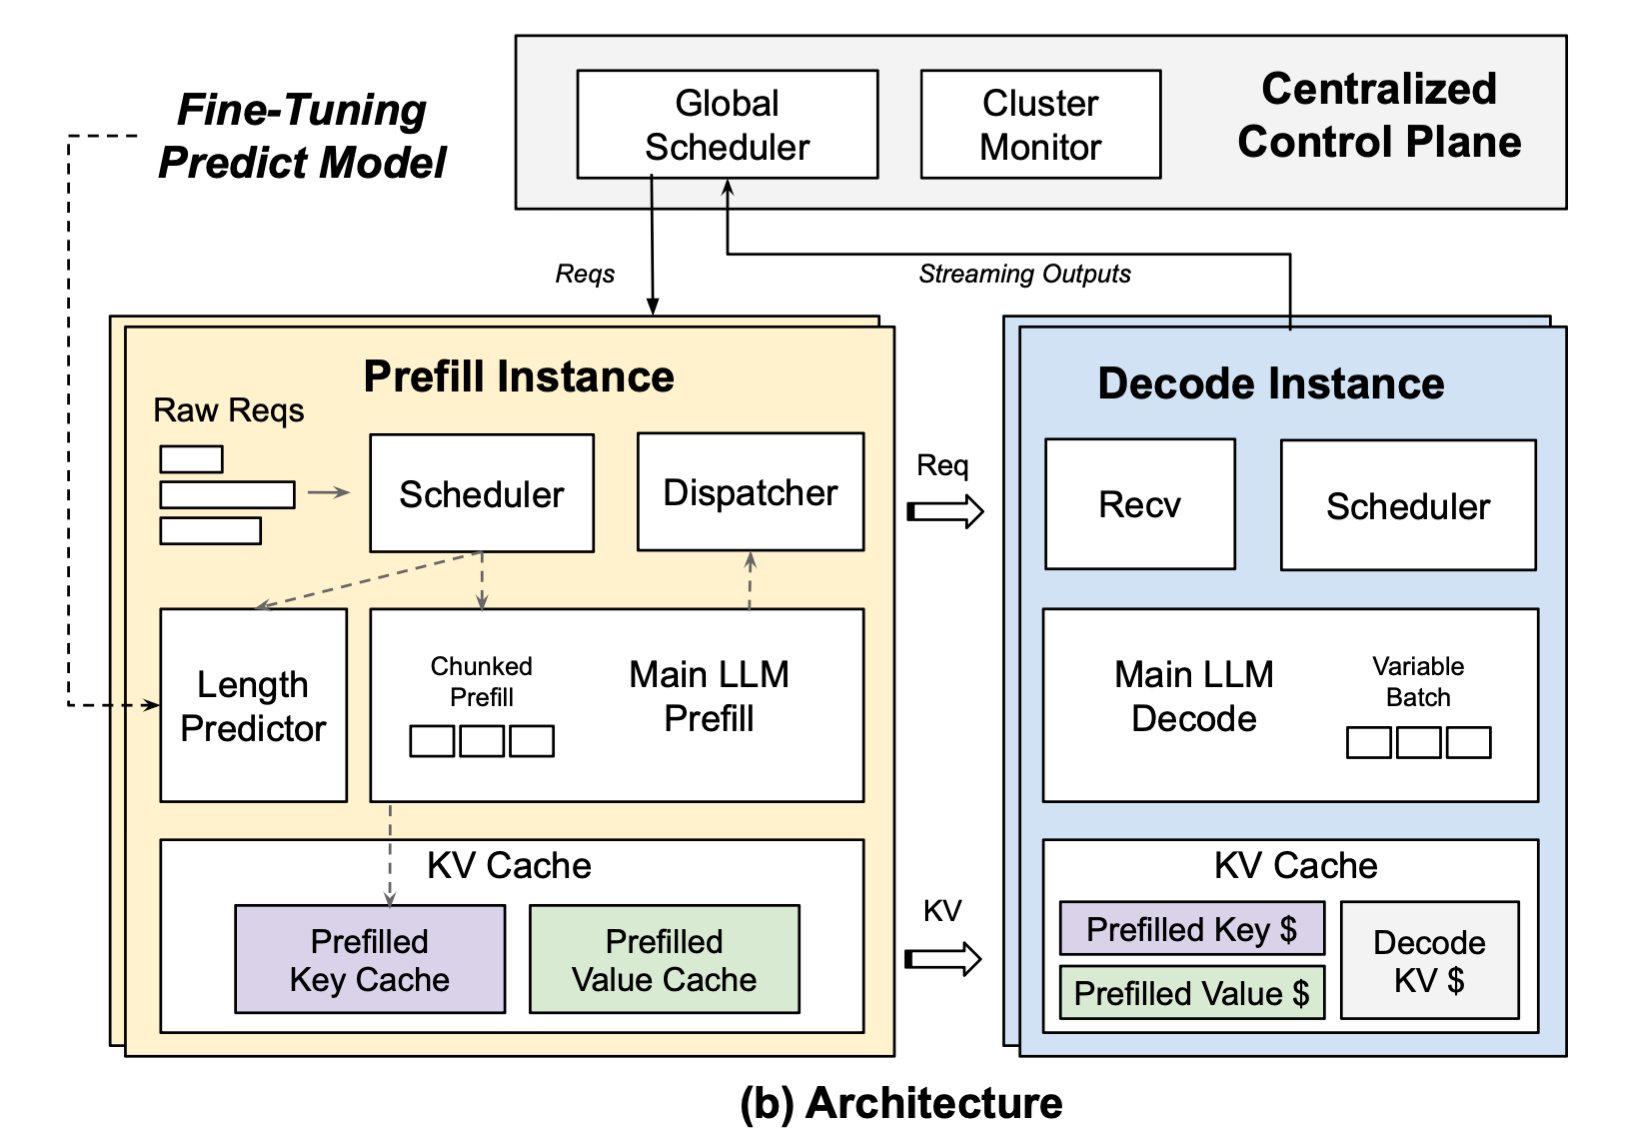 Fine-Tuning
Predict Model
Global
Scheduler
Cluster
Monitor
Centralized
Control Plane
Reqs
Streaming Outputs
Prefill Instance
Raw Reqs
Scheduler
Dispatcher
Length
Predictor
Chunked
Prefill
Main LLM
Prefill
KV Cache
Prefilled
Key Cache
Prefilled
Value Cache
Req
KV
Decode Instance
Recv
Scheduler
Main LLM
Decode
Variable
Batch
KV Cache
Prefilled Key $
Prefilled Value $
Decode
KV $
(b) Architecture